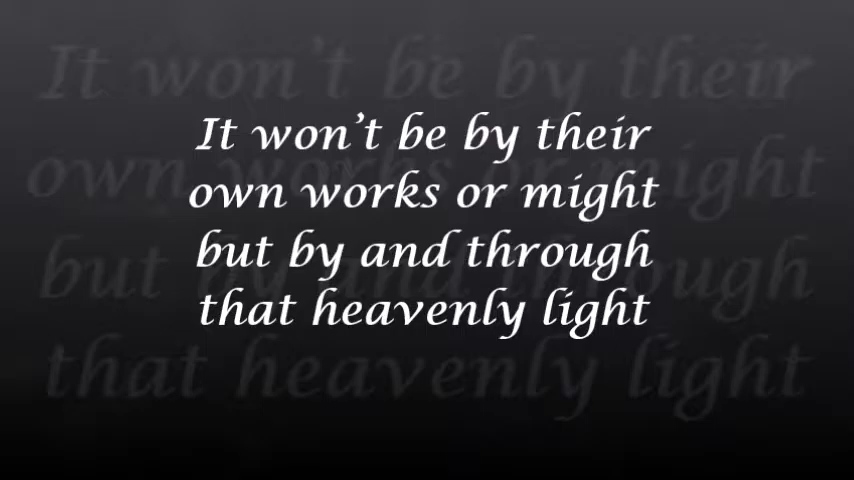 It won't be by their
own works or might
but by and through
that heavenly light